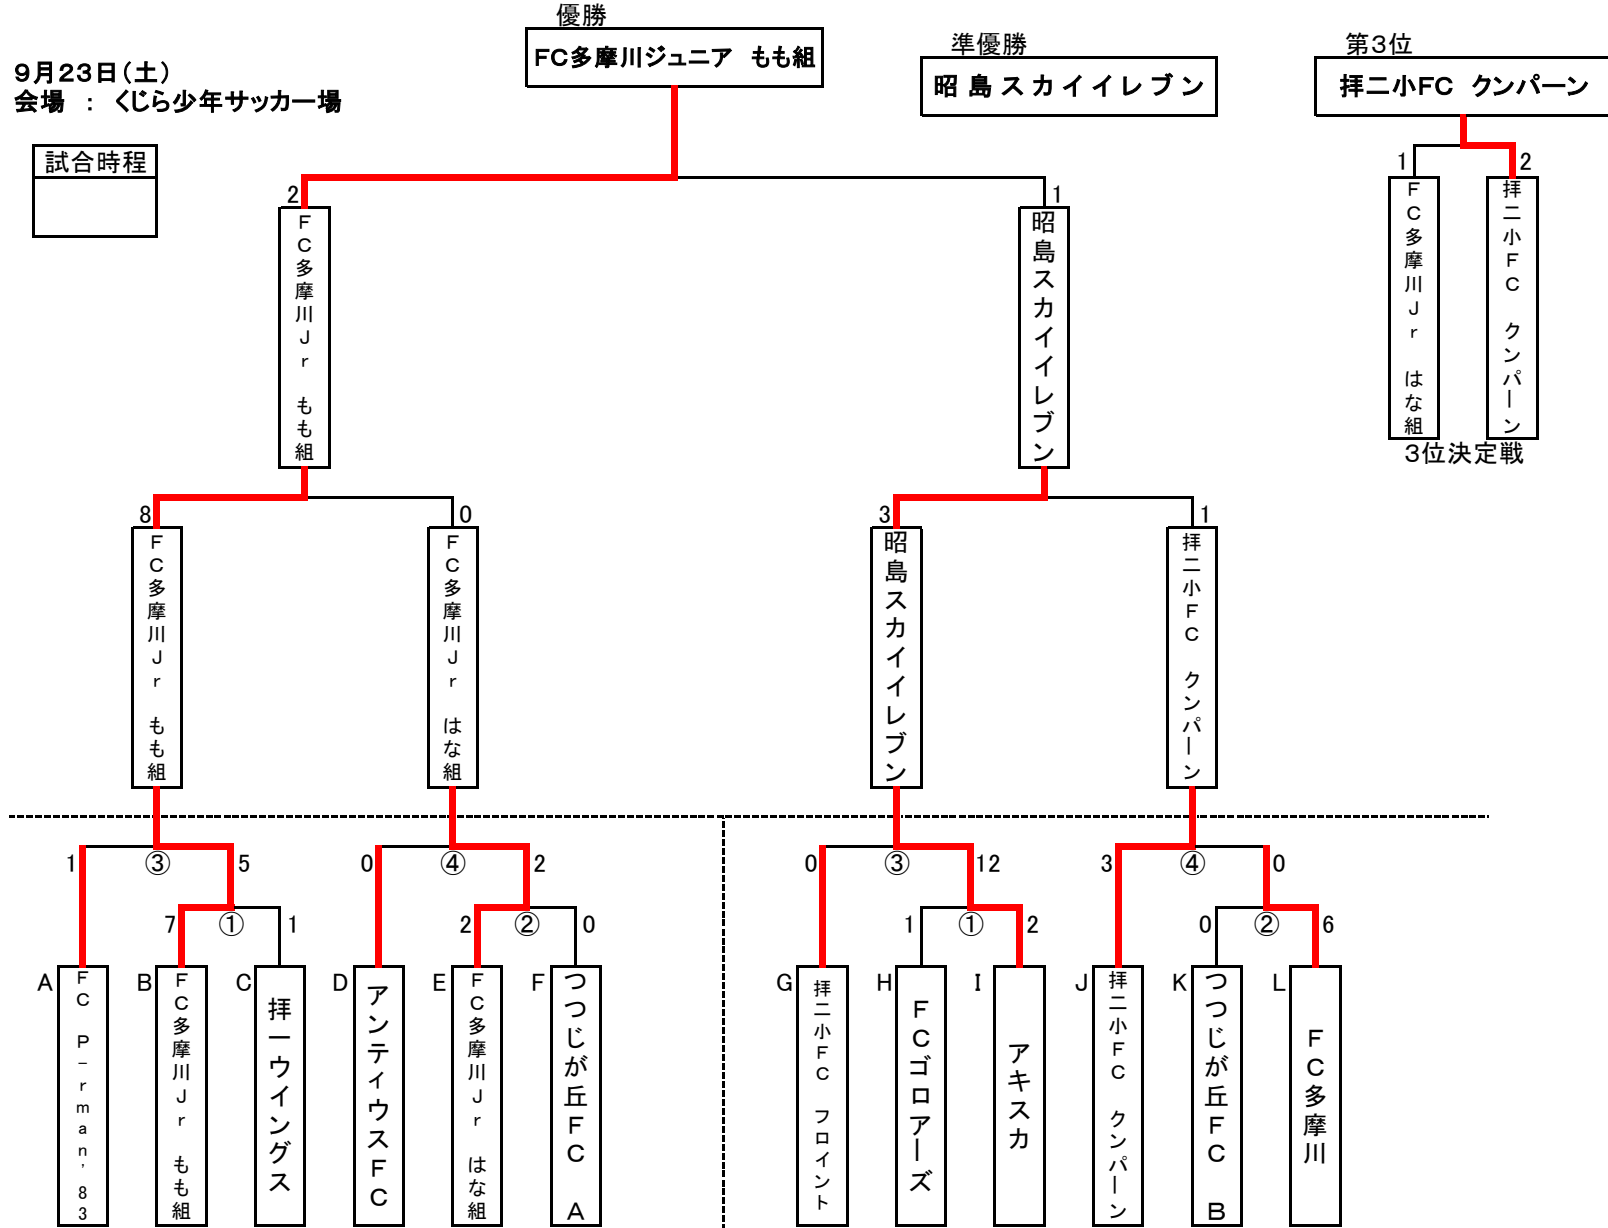 優勝
FC多摩川ジュニア　もも組
準優勝
昭島スカイイレブン
第3位
拝二小FC　クンパーン
9月23日(土)
会場　：　くじら少年サッカー場
試合時程
2
1
FC多摩川Jr　もも組
昭島スカイイレブン
1
2
FC多摩川Jr　はな組
拝二小FC　クンパーン
3位決定戦
8
0
3
1
FC多摩川Jr　もも組
FC多摩川Jr　はな組
昭島スカイイレブン
拝二小FC　クンパーン
1
③
5
0
④
2
0
③
12
3
④
0
7
①
1
2
②
0
1
①
2
0
②
6
A
FC　P-rman'83
B
FC多摩川Jr　もも組
C
拝一ウイングス
D
アンティウスFC
E
FC多摩川Jr　はな組
F
つつじが丘FC　A
G
拝二小FC　フロイント
H
FCゴロアーズ
I
アキスカ
J
拝二小FC　クンパーン
K
つつじが丘FC　B
L
FC多摩川